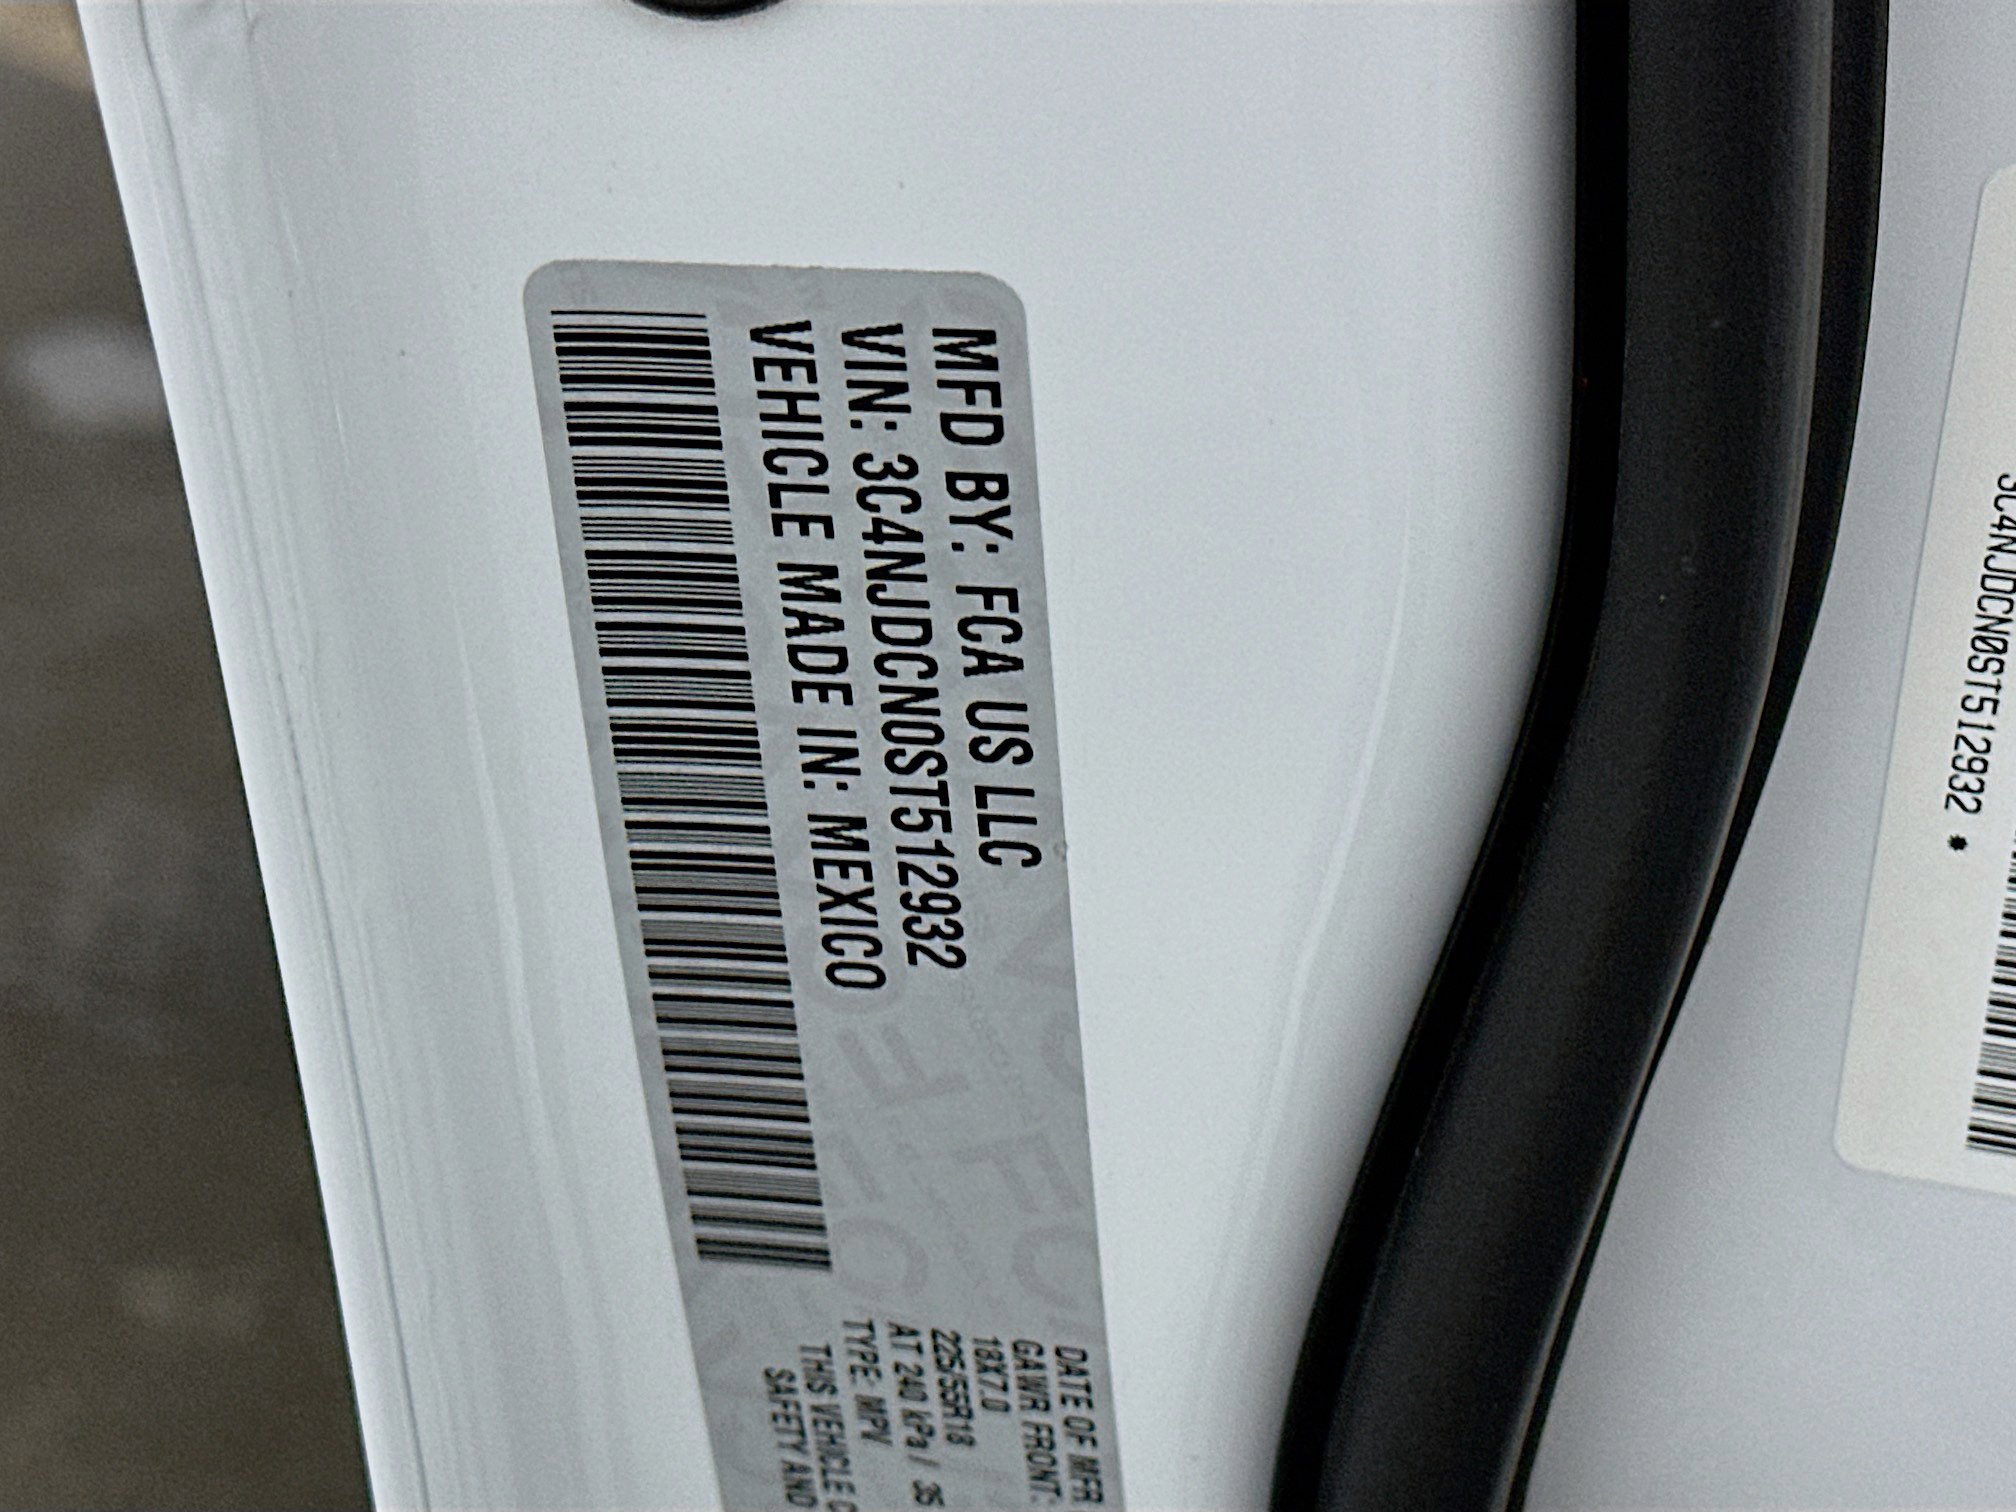 MFD BY: FCA US LLC
VIN: 3C4NJDCN0ST512932
VEHICLE MADE IN: MEXICO
DATE OF MFR
GAWR FRONT:
18X7.0
225/55R18
AT 240 kPa / 35
TYPE: MPV
THIS VEHICLE C
SAFETY AND
3C4NJDCN0ST512932 *